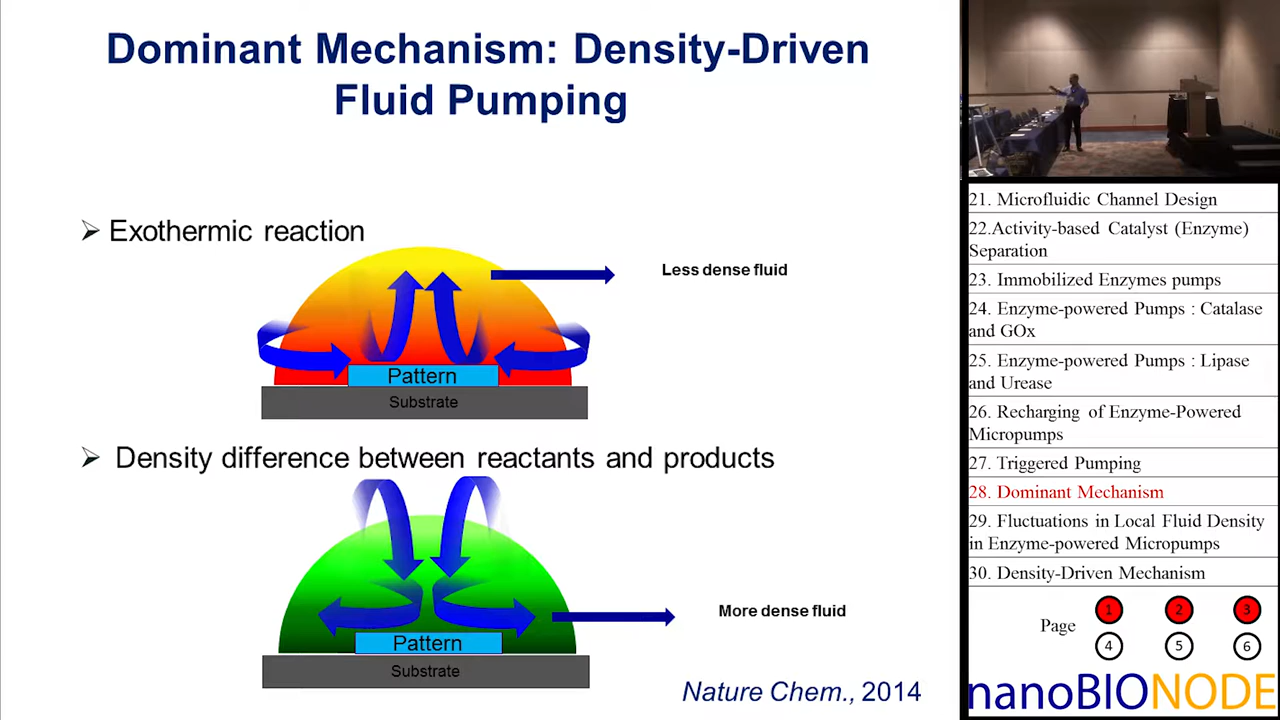 Dominant Mechanism: Density-Driven
Fluid Pumping
Exothermic reaction
Less dense fluid
Pattern
Substrate
Density difference between reactants and products
More dense fluid
Pattern
Substrate
Nature Chem., 2014
21. Microfluidic Channel Design
22.Activity-based Catalyst (Enzyme)
Separation
23. Immobilized Enzymes pumps
24. Enzyme-powered Pumps : Catalase
and GOx
25. Enzyme-powered Pumps : Lipase
and Urease
26. Recharging of Enzyme-Powered
Micropumps
27. Triggered Pumping
28. Dominant Mechanism
29. Fluctuations in Local Fluid Density
in Enzyme-powered Micropumps
30. Density-Driven Mechanism
Page
1 2 3
4 5 6
nanoBIONODE